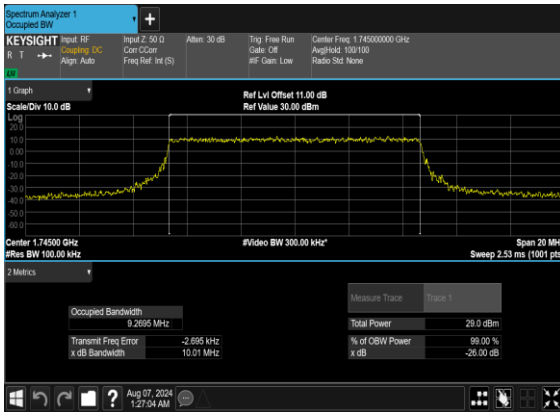 Spectrum Analyzer 1
Occupied BW
KEYSIGHT
R T
LXI
Input: RF
Coupling: DC
Align: Auto
Input Z: 50 Ω
Corr CCorr
Freq Ref: Int (S)
Atten: 30 dB
Trig: Free Run
Gate: Off
#IF Gain: Low
Center Freq: 1.745000000 GHz
Avg|Hold: 100/100
Radio Std: None
1 Graph
Scale/Div 10.0 dB
Ref Lvl Offset 11.00 dB
Ref Value 30.00 dBm
Log
20.0
10.0
0.00
-10.0
-20.0
-30.0
-40.0
-50.0
-60.0
Center 1.74500 GHz
#Res BW 100.00 kHz
#Video BW 300.00 kHz*
Span 20 MH
Sweep 2.53 ms (1001 pts
2 Metrics
Measure Trace
Trace 1
Occupied Bandwidth
9.2695 MHz
Total Power
29.0 dBm
Transmit Freq Error
-2.695 kHz
% of OBW Power
99.00 %
x dB Bandwidth
10.01 MHz
x dB
-26.00 dB
Aug 07, 2024
1:27:04 AM